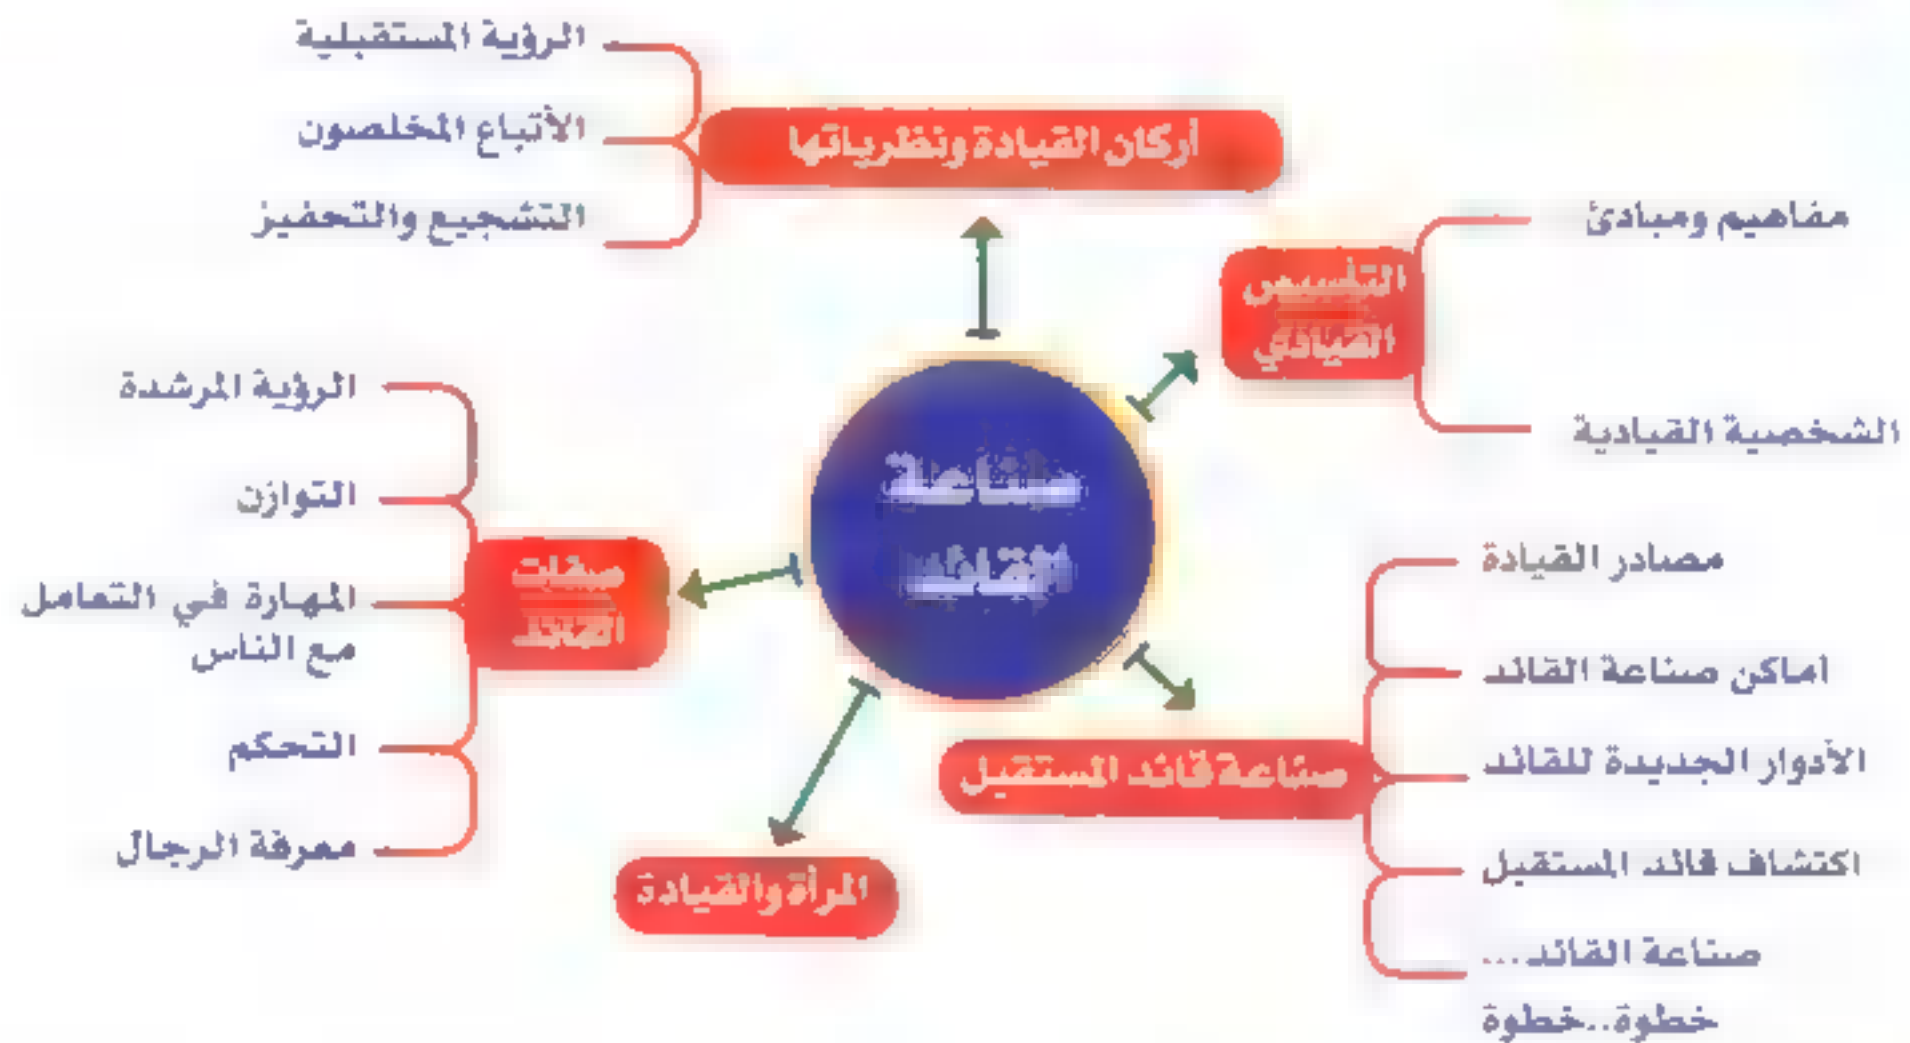 الرؤية المستقبلية
الأتباع المخلصون
التشجيع والتحفيز
أركان القيادة ونظرياتها
مفاهيم ومبادئ
التأسيس
القيادي
الشخصية القيادية
صناعة
القائد
الرؤية المرشدة
التوازن
المهارة في التعامل
مع الناس
التحكم
معرفة الرجال
صفات
القائد
مصادر القيادة
أماكن صناعة القائد
الأدوار الجديدة للقائد
اكتشاف قائد المستقبل
صناعة القائد...
خطوة..خطوة
صناعة قائد المستقبل
المرأة والقيادة